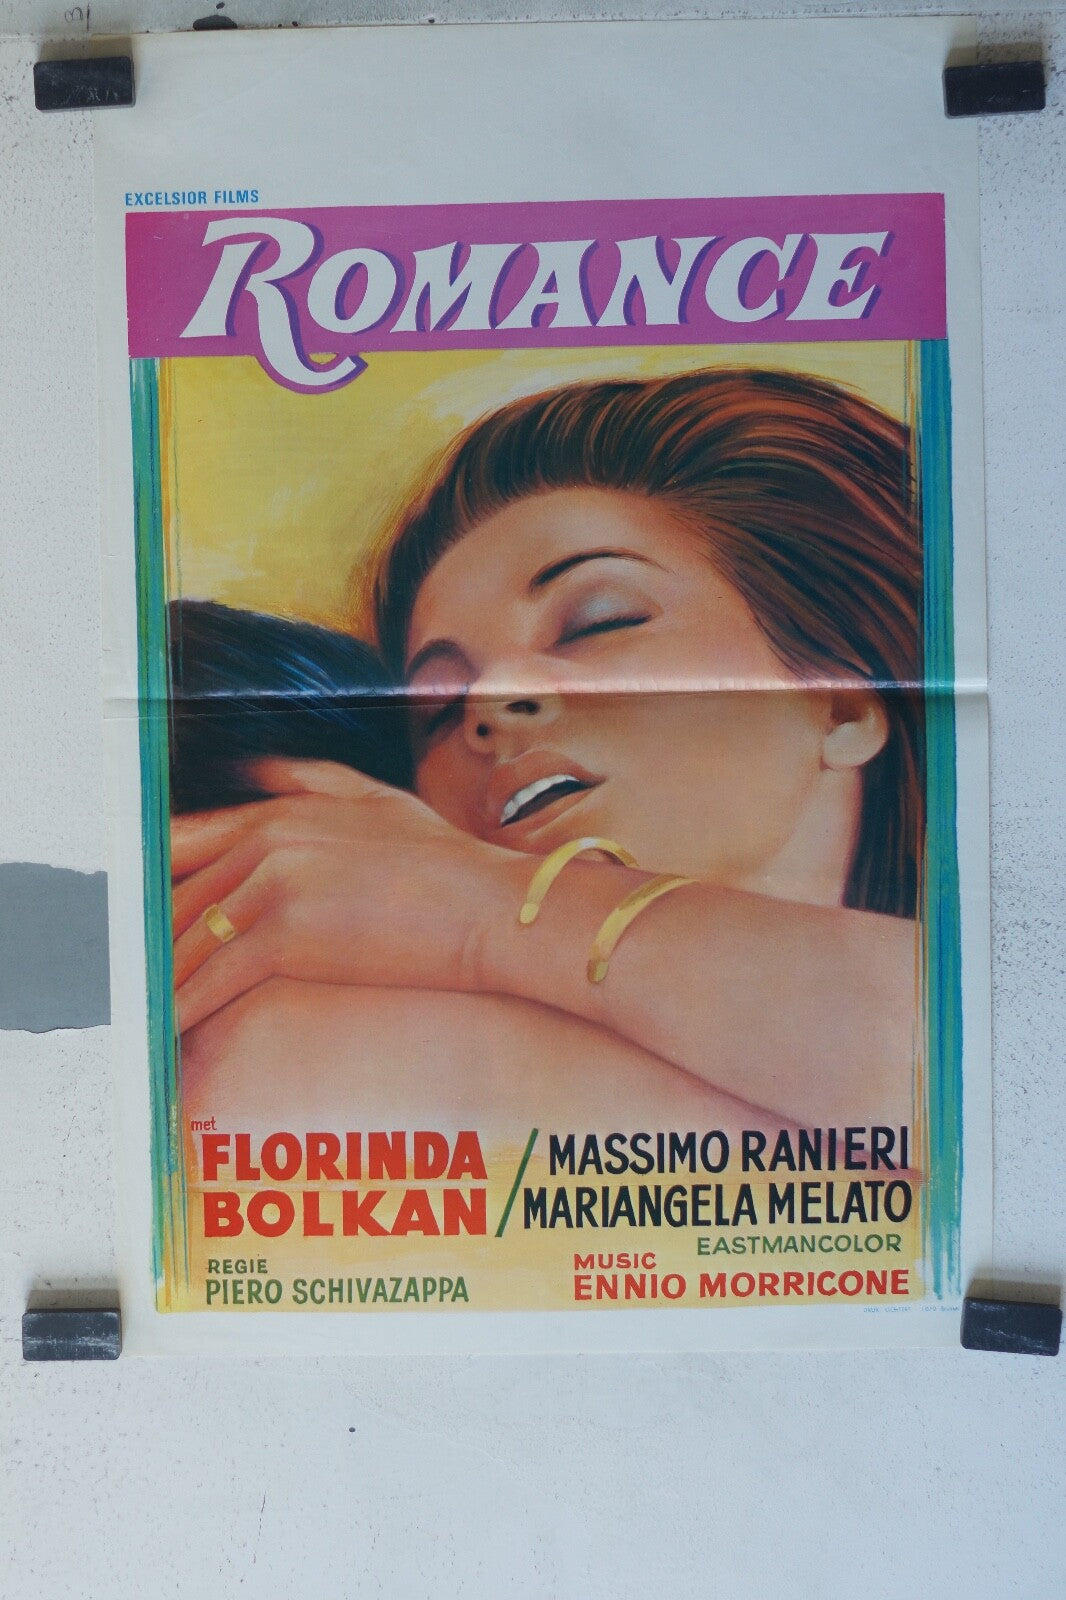 EXCELSIOR FILMS
ROMANCE
met
FLORINDA
BOLKAN
MASSIMO RANIERI
MARIANGELA MELATO
EASTMANCOLOR
REGIE
PIERO SCHIVAZAPPA
MUSIC
ENNIO MORRICONE